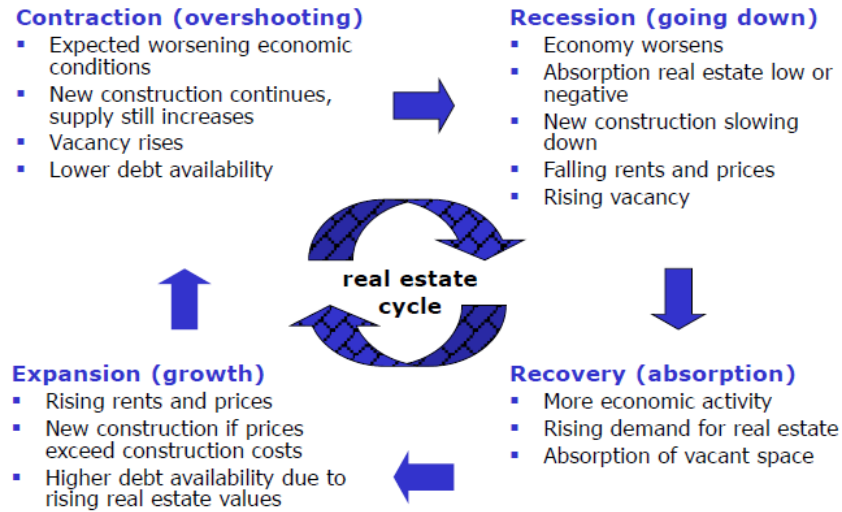 Contraction (overshooting)
▪ Expected worsening economic
conditions
▪ New construction continues,
supply still increases
▪ Vacancy rises
▪ Lower debt availability
Recession (going down)
▪ Economy worsens
▪ Absorption real estate low or
negative
▪ New construction slowing
down
▪ Falling rents and prices
▪ Rising vacancy
real estate
cycle
Expansion (growth)
▪ Rising rents and prices
▪ New construction if prices
exceed construction costs
▪ Higher debt availability due to
rising real estate values
Recovery (absorption)
▪ More economic activity
▪ Rising demand for real estate
▪ Absorption of vacant space